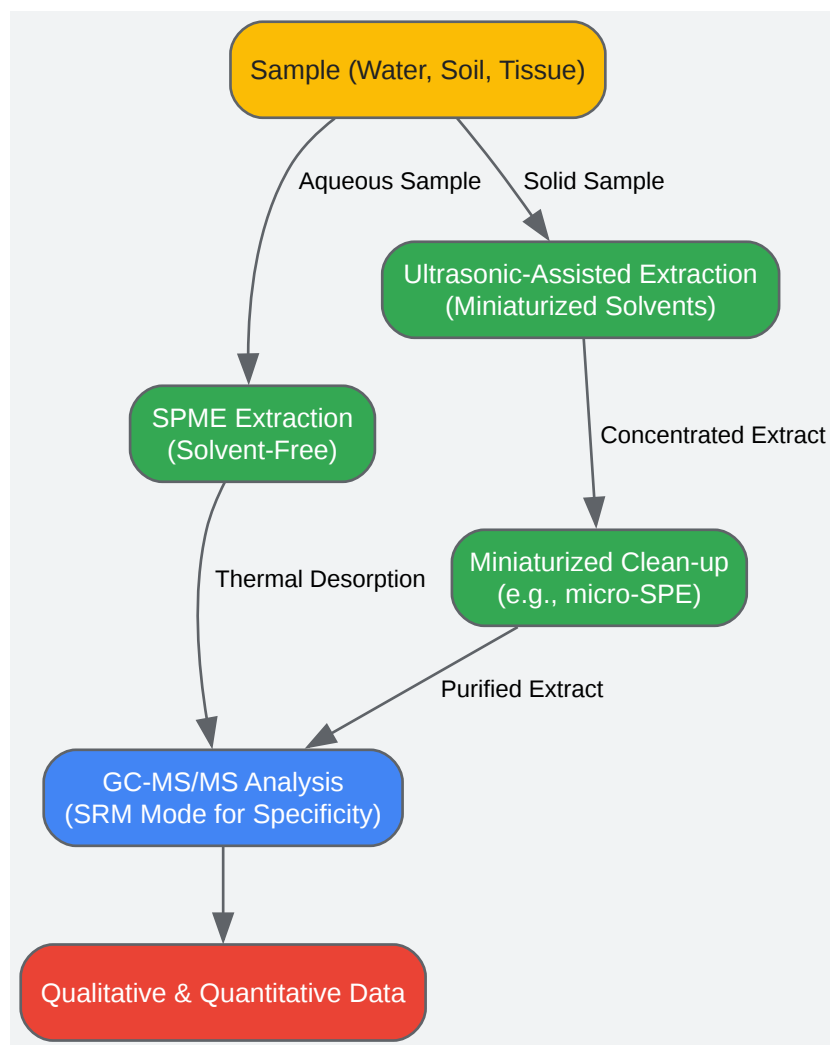 Sample (Water, Soil, Tissue)
Aqueous Sample
Solid Sample
Ultrasonic-Assisted Extraction
(Miniaturized Solvents)
SPME Extraction
(Solvent-Free)
Concentrated Extract
Miniaturized Clean-up
(e.g., micro-SPE)
Thermal Desorption
Purified Extract
GC-MS/MS Analysis
(SRM Mode for Specificity)
Qualitative & Quantitative Data